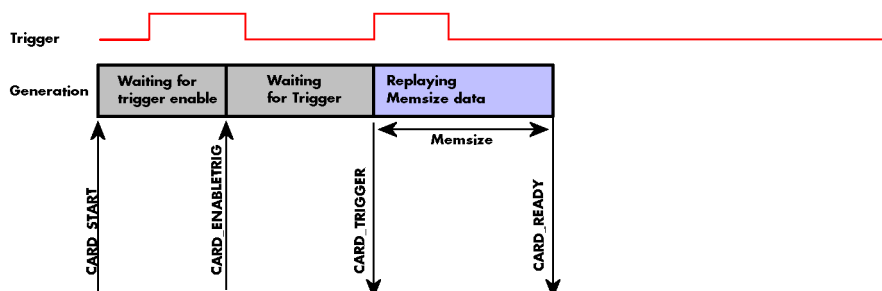 Trigger
Generation
Waiting for
trigger enable
Waiting
for Trigger
Replaying
Memsize data
Memsize
CARD_START
CARD_ENABLETRIG
CARD_TRIGGER
CARD_READY